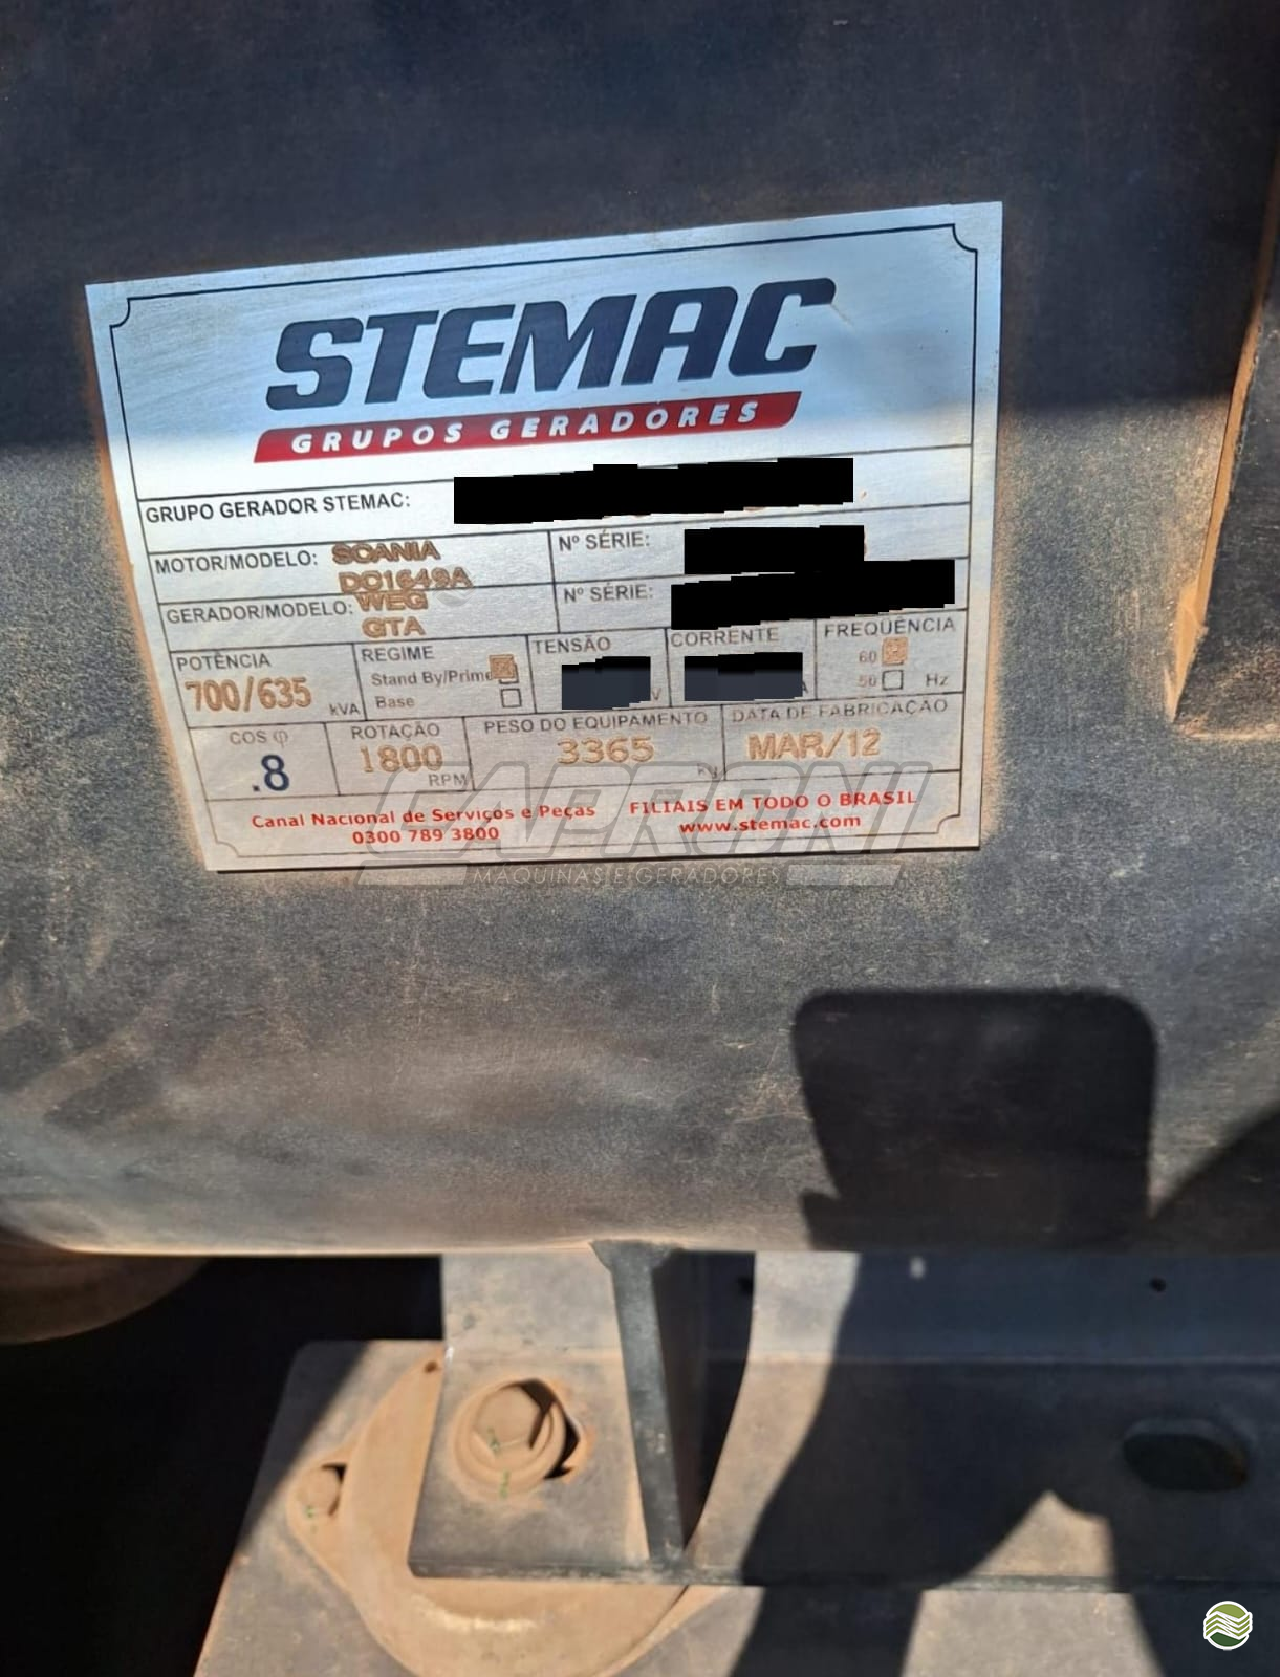 STEMAC
GRUPOS GERADORES
GRUPO GERADOR STEMAC:
MOTOR/MODELO: SCANIA
DC1649A
Nº SÉRIE:
GERADOR/MODELO: WEG
GTA
Nº SÉRIE:
POTÊNCIA
700/635 kVA
REGIME
Stand By/Prime
Base
TENSÃO
V
CORRENTE
A
FREQÜÊNCIA
60
50 Hz
COS φ
.8
ROTAÇÃO
1800
RPM
PESO DO EQUIPAMENTO
3365
DATA DE FABRICAÇÃO
MAR/12
Canal Nacional de Serviços e Peças
0300 789 3800
FILIAIS EM TODO O BRASIL
www.stemac.com
CAPRONI
MÁQUINAS E GERADORES